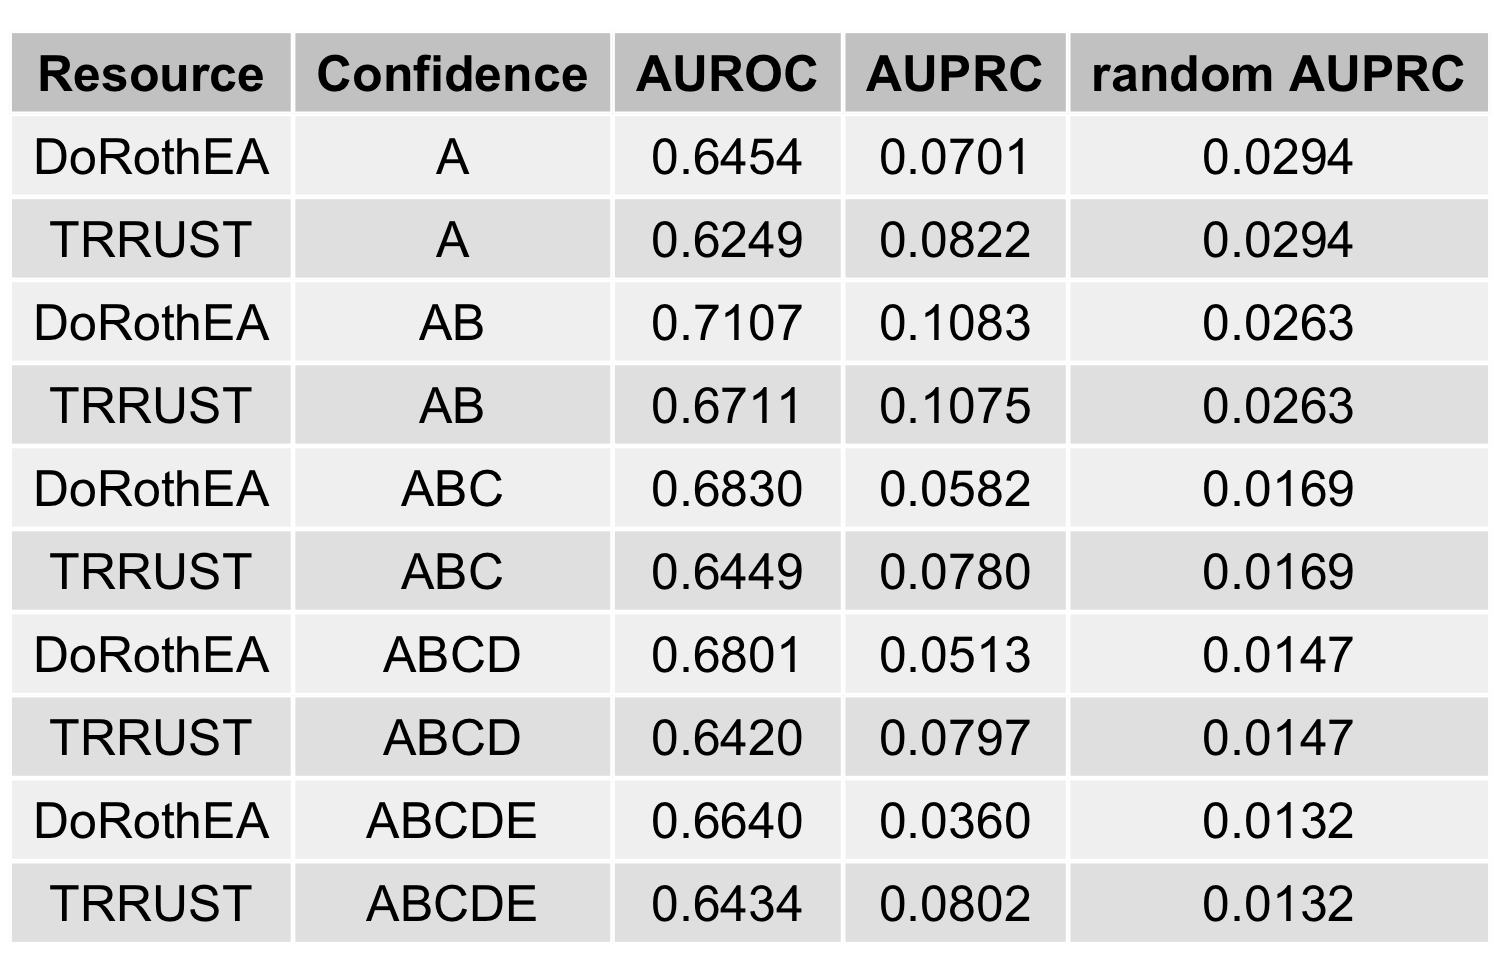 Resource Confidence AUROC AUPRC random AUPRC
DoRothEA A 0.6454 0.0701 0.0294
TRRUST A 0.6249 0.0822 0.0294
DoRothEA AB 0.7107 0.1083 0.0263
TRRUST AB 0.6711 0.1075 0.0263
DoRothEA ABC 0.6830 0.0582 0.0169
TRRUST ABC 0.6449 0.0780 0.0169
DoRothEA ABCD 0.6801 0.0513 0.0147
TRRUST ABCD 0.6420 0.0797 0.0147
DoRothEA ABCDE 0.6640 0.0360 0.0132
TRRUST ABCDE 0.6434 0.0802 0.0132